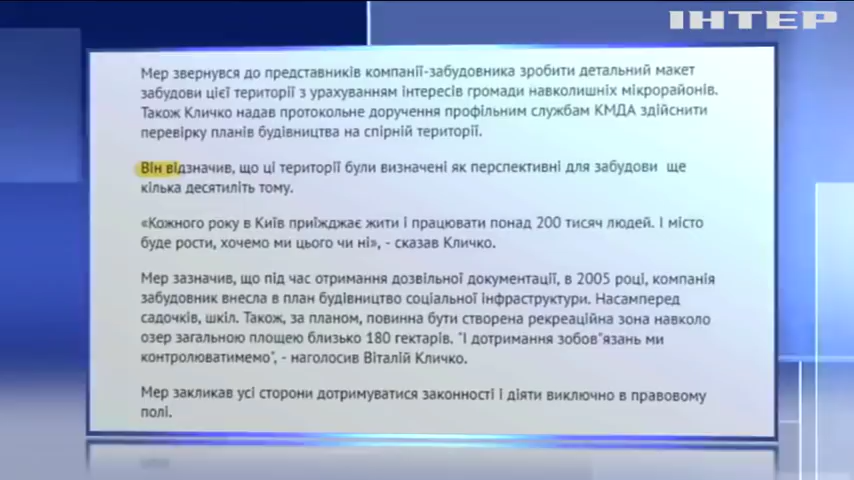 ІНТЕР
Мер звернувся до представників компанії-забудовника зробити детальний макет
забудови цієї території з урахуванням інтересів громади навколишніх мікрорайонів.
Також Кличко надав протокольне доручення профільним службам КМДА здійснити
перевірку планів будівництва на спірній території.
Він відзначив, що ці території були визначені як перспективні для забудови ще
кілька десятиліть тому.
«Кожного року в Київ приїжджає жити і працювати понад 200 тисяч людей. І місто
буде рости, хочемо ми цього чи ні», - сказав Кличко.
Мер зазначив, що під час отримання дозвільної документації, в 2005 році, компанія
забудовник внесла в план будівництво соціальної інфраструктури. Насамперед
садочків, шкіл. Також, за планом, повинна бути створена рекреаційна зона навколо
озер загальною площею близько 180 гектарів. "І дотримання зобов"язань ми
контролюватимемо", - наголосив Віталій Кличко.
Мер закликав усі сторони дотримуватися законності і діяти виключно в правовому
полі.